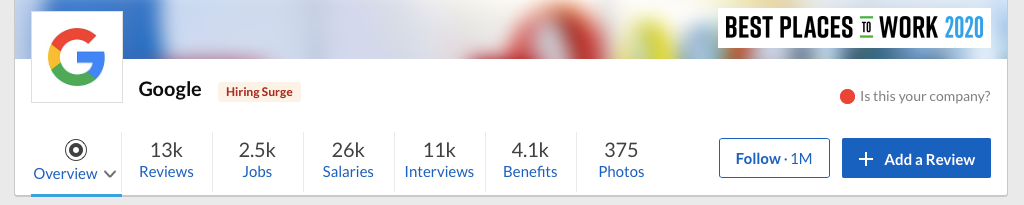 BEST PLACES TO WORK 2020
Google
Hiring Surge
Is this your company?
Overview
13k
Reviews
2.5k
Jobs
26k
Salaries
11k
Interviews
4.1k
Benefits
375
Photos
Follow · 1M
+ Add a Review